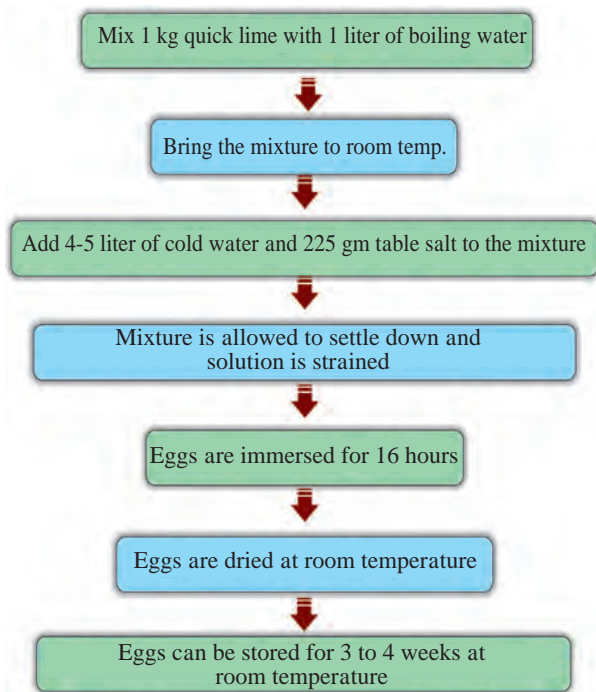 Mix 1 kg quick lime with 1 liter of boiling water
Bring the mixture to room temp.
Add 4-5 liter of cold water and 225 gm table salt to the mixture
Mixture is allowed to settle down and
solution is strained
Eggs are immersed for 16 hours
Eggs are dried at room temperature
Eggs can be stored for 3 to 4 weeks at
room temperature